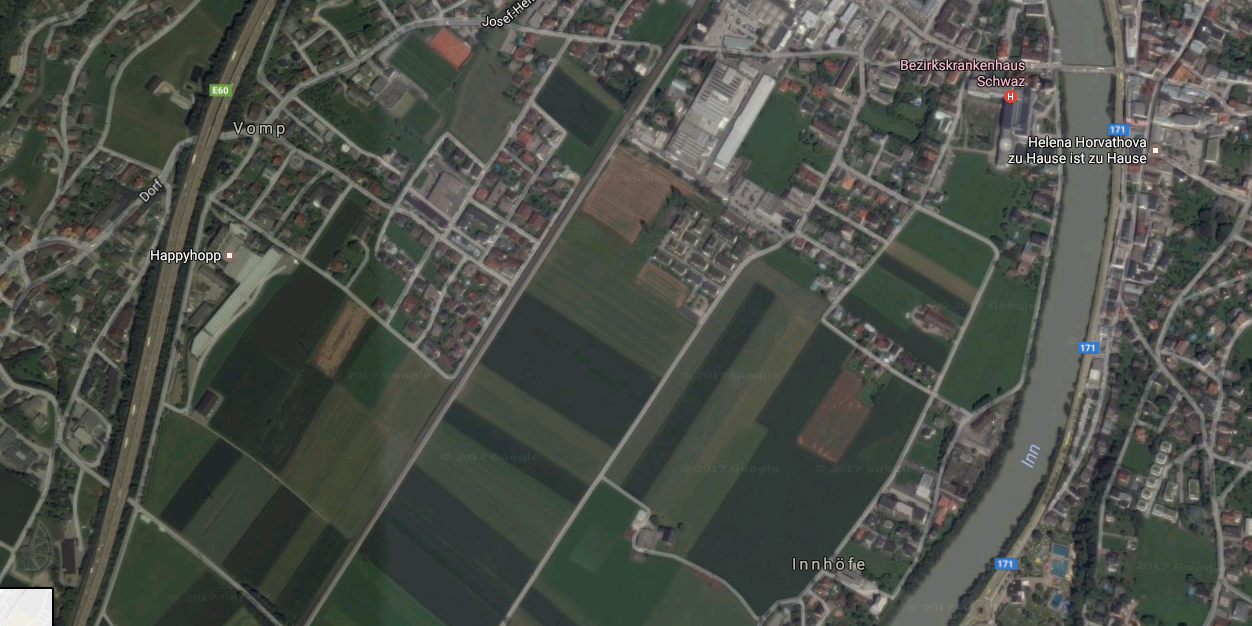 Josef-Hei
Bezirkskrankenhaus
Schwaz
E60
Vomp
171
Helena Horvathova
zu Hause ist zu Hause
Dorf
Happyhopp
© 2017 Google
171
© 2017 Google
© 2017 Google
Inn
© 2017 Google
© 2017 Google
Innhöfe
171